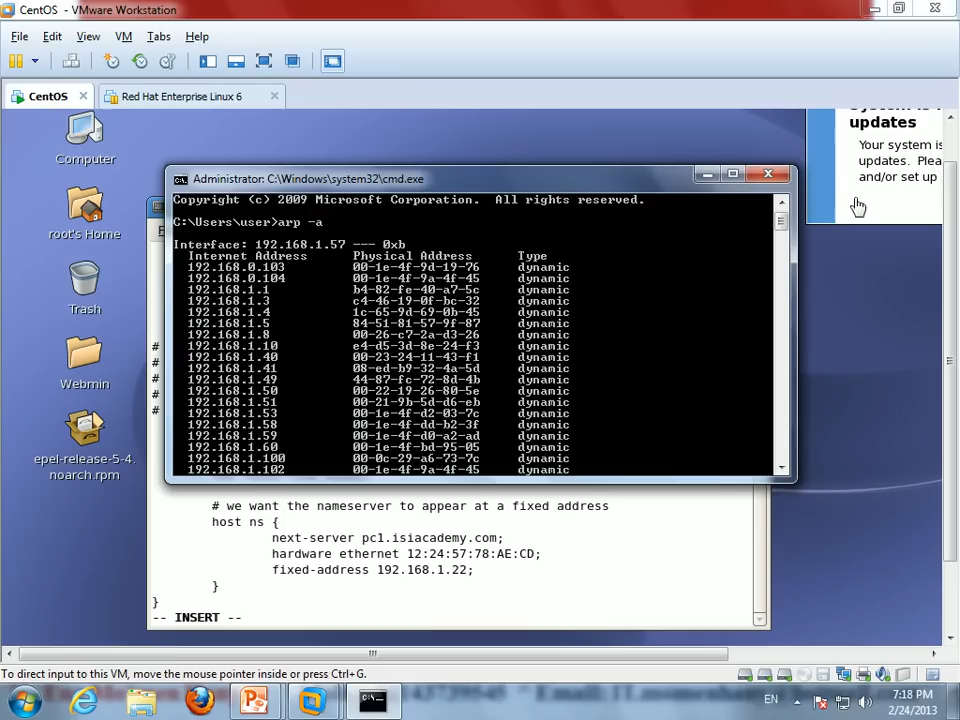 CentOS - VMware Workstation
File Edit View VM Tabs Help
CentOS Red Hat Enterprise Linux 6
updates
Your system is
updates. Plea
and/or set up
Computer
root's Home
Trash
Webmin
epel-release-5-4.
noarch.rpm
Administrator: C:\Windows\system32\cmd.exe
Copyright (c) 2009 Microsoft Corporation. All rights reserved.
C:\Users\user>arp -a
Interface: 192.168.1.57 --- 0xb
Internet Address Physical Address Type
192.168.0.103 00-1e-4f-9d-19-76 dynamic
192.168.0.104 00-1e-4f-9a-4f-45 dynamic
192.168.1.1 b4-82-fe-40-a7-5c dynamic
192.168.1.3 c4-46-19-0f-bc-32 dynamic
192.168.1.4 1c-65-9d-69-0b-45 dynamic
192.168.1.5 84-51-81-57-9f-87 dynamic
192.168.1.8 00-26-c7-2a-d3-26 dynamic
192.168.1.10 e4-d5-3d-8e-24-f3 dynamic
192.168.1.40 00-23-24-11-43-f1 dynamic
192.168.1.41 08-ed-b9-32-4a-5d dynamic
192.168.1.49 44-87-fc-72-8d-4b dynamic
192.168.1.50 00-22-19-26-80-5e dynamic
192.168.1.51 00-21-9b-5d-d6-eb dynamic
192.168.1.53 00-1e-4f-d2-03-7c dynamic
192.168.1.58 00-1e-4f-dd-b2-3f dynamic
192.168.1.59 00-1e-4f-d0-a2-ad dynamic
192.168.1.60 00-1e-4f-bd-95-05 dynamic
192.168.1.100 00-0c-29-a6-73-7c dynamic
192.168.1.102 00-1e-4f-9a-4f-45 dynamic
#
#
#
#
#
# we want the nameserver to appear at a fixed address
host ns {
next-server pc1.isiacademy.com;
hardware ethernet 12:24:57:78:AE:CD;
fixed-address 192.168.1.22;
}
}
-- INSERT --
To direct input to this VM, move the mouse pointer inside or press Ctrl+G.
EN
7:18 PM
2/24/2013